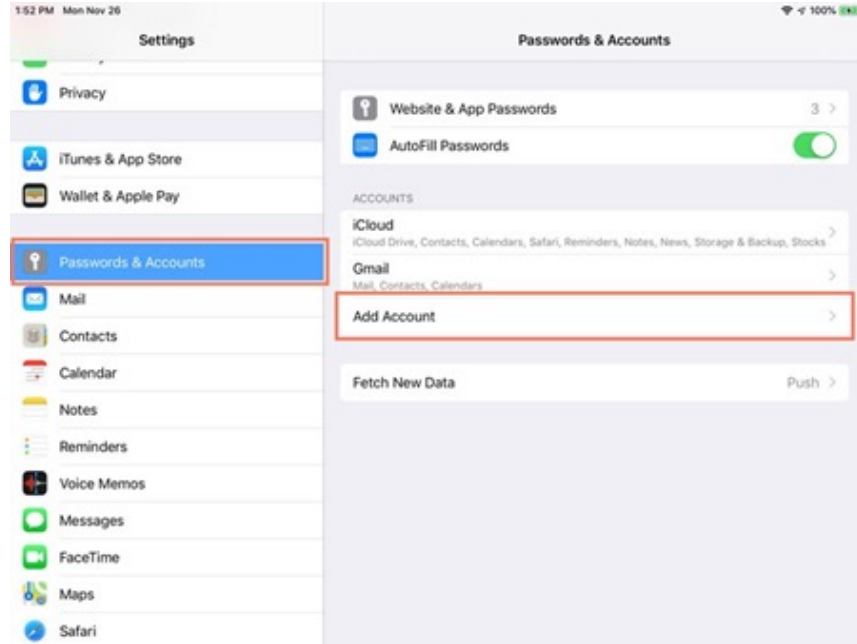 1:52 PM Mon Nov 26
100%
Settings
Privacy
iTunes & App Store
Wallet & Apple Pay
Passwords & Accounts
Mail
Contacts
Calendar
Notes
Reminders
Voice Memos
Messages
FaceTime
Maps
Safari
Passwords & Accounts
Website & App Passwords 3
AutoFill Passwords
ACCOUNTS
iCloud
iCloud Drive, Contacts, Calendars, Safari, Reminders, Notes, News, Storage & Backup, Stocks
Gmail
Mail, Contacts, Calendars
Add Account
Fetch New Data Push